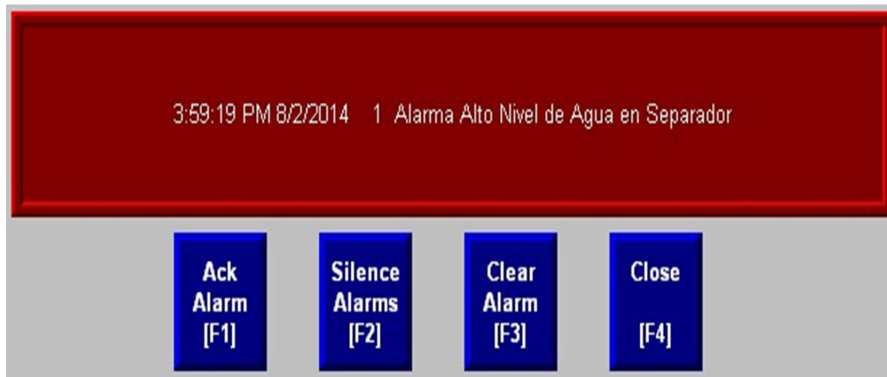 3:59:19 PM 8/2/2014 1 Alarma Alto Nivel de Agua en Separador
Ack
Alarm
[F1]
Silence
Alarms
[F2]
Clear
Alarm
[F3]
Close
[F4]